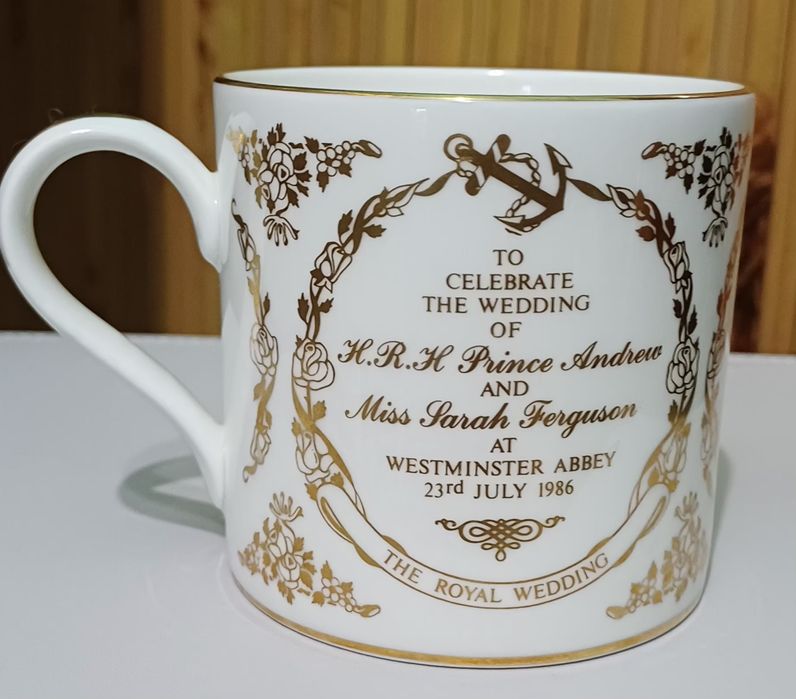 TO
CELEBRATE
THE WEDDING
OF
H.R.H Prince Andrew
AND
Miss Sarah Ferguson
AT
WESTMINSTER ABBEY
23rd JULY 1986
THE ROYAL WEDDING